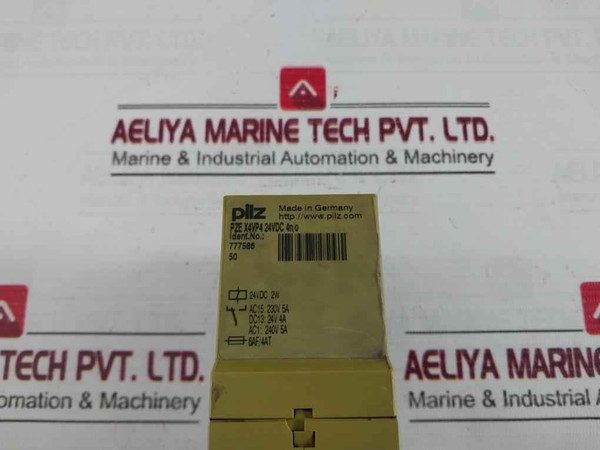 AELIYA MARINE TECH PVT. LTD.
Marine & Industrial Automation & Machinery
pilz
Made in Germany
http://www.pilz.com
PZE X4VP4 24VDC 4n/o
Ident.No.:
777586
50
24VDC 2W
AC15: 230V 5A
DC13: 24V 4A
AC1: 240V 5A
6AF/4AT
TECH PVT. LTD.
omation & Machinery
AELIYA MARINE
Marine & Industrial Auto